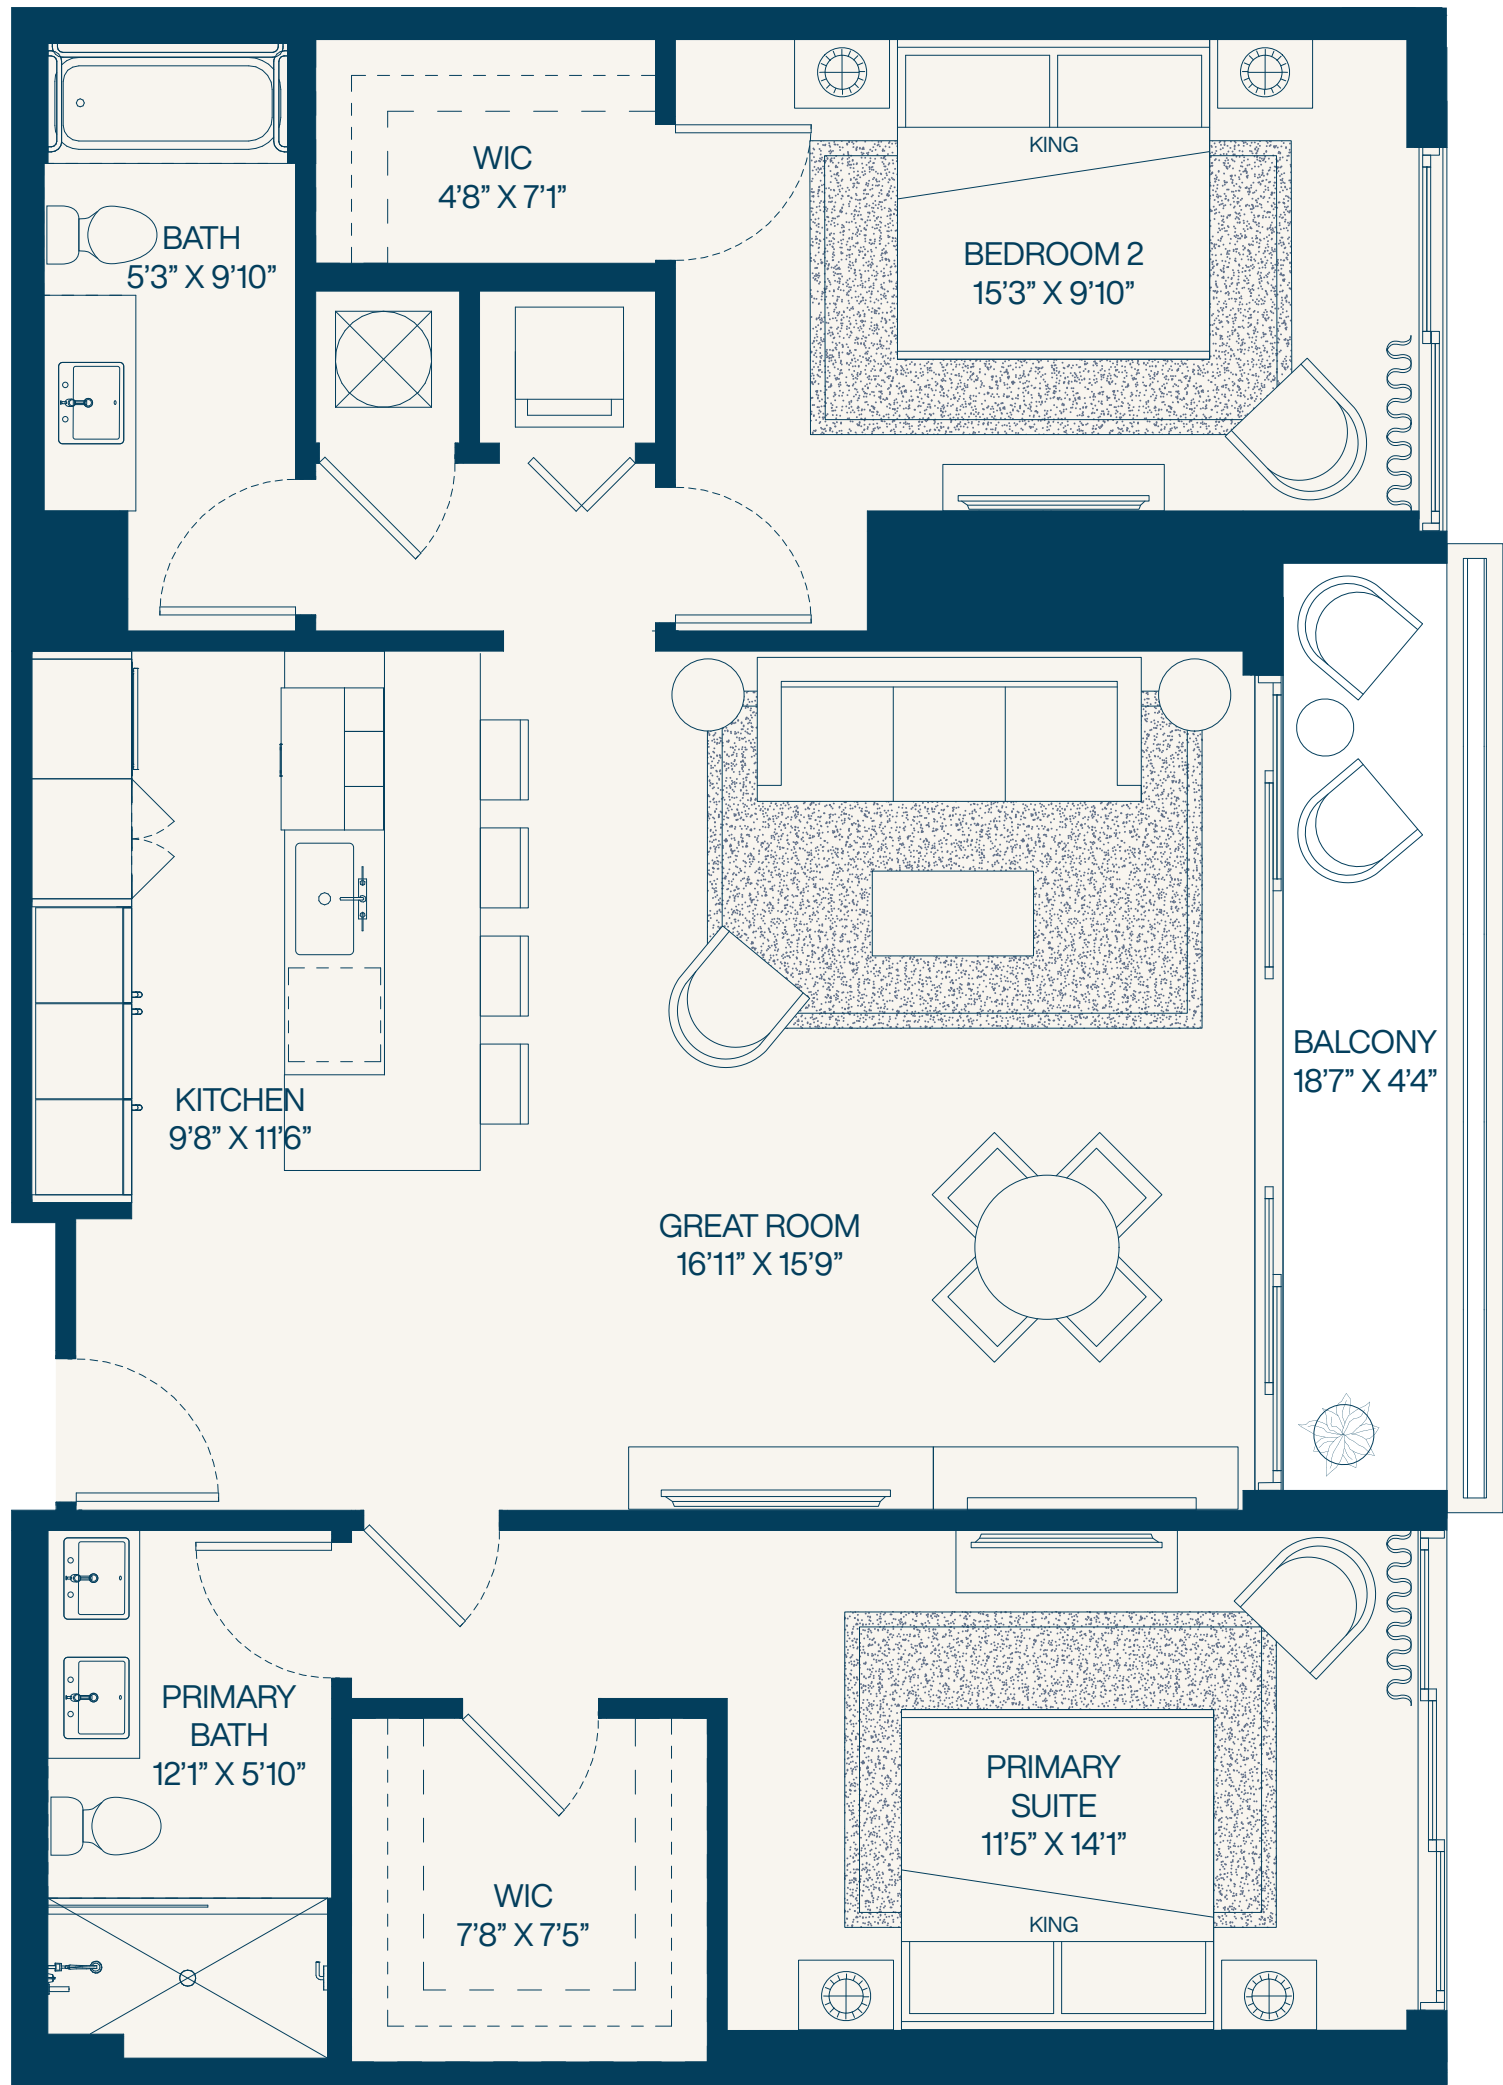 KING
WIC
4'8" X 7'1"
BATH
5'3" X 9'10"
BEDROOM 2
15'3" X 9'10"
BALCONY
18'7" X 4'4"
KITCHEN
9'8" X 11'6"
GREAT ROOM
16'11" X 15'9"
PRIMARY
BATH
12'1" X 5'10"
PRIMARY
SUITE
11'5" X 14'1"
WIC
7'8" X 7'5"
KING